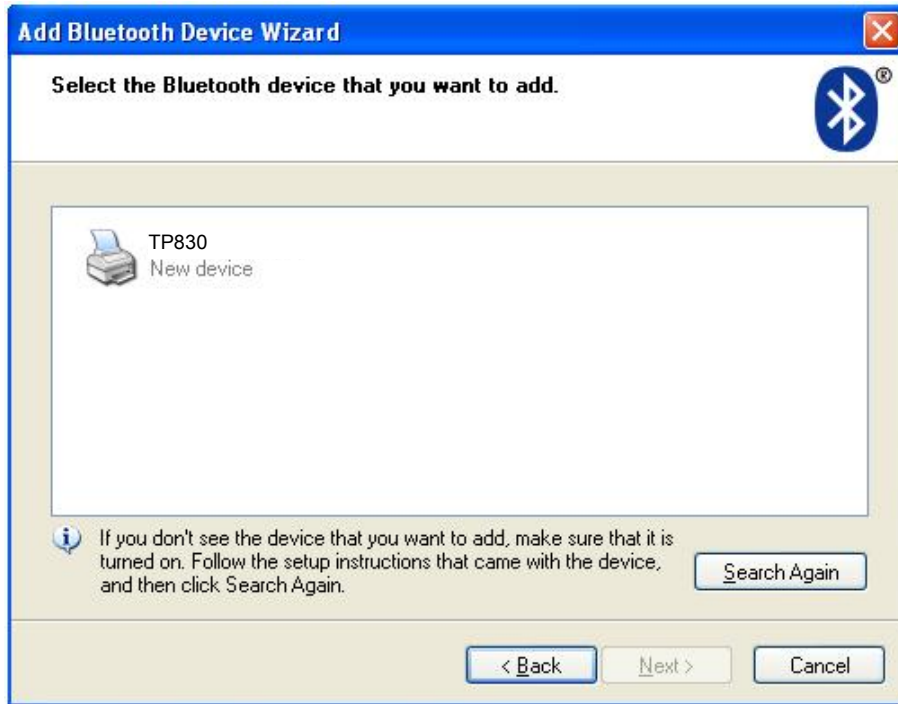 Add Bluetooth Device Wizard
Select the Bluetooth device that you want to add.
®
TP830
New device
If you don't see the device that you want to add, make sure that it is
turned on. Follow the setup instructions that came with the device,
and then click Search Again.
Search Again
< Back Next > Cancel